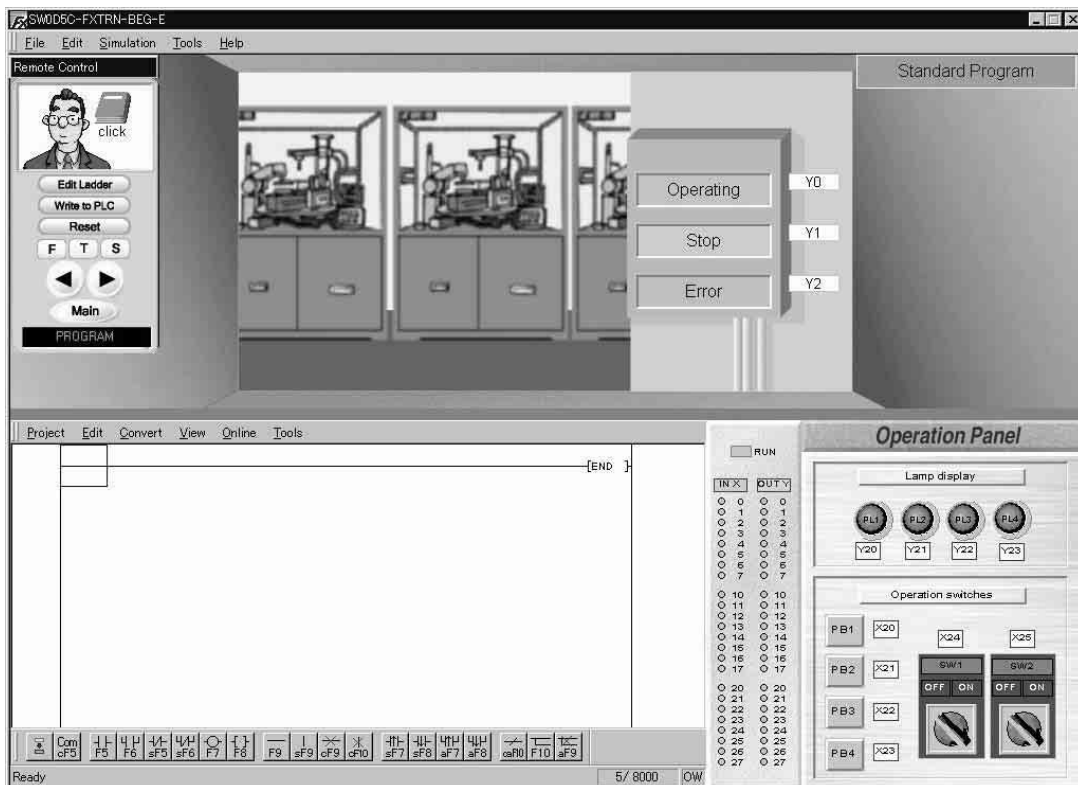 SW0D5C-FXTRN-BEG-E
File Edit Simulation Tools Help
Remote Control
click
Edit Ladder
Write to PLC
Reset
F T S
Main
PROGRAM
Standard Program
Operating Y0
Stop Y1
Error Y2
Project Edit Convert View Online Tools
[END ]
RUN
IN X OUT Y
0 0
1 1
2 2
3 3
4 4
5 5
6 6
7 7
10 10
11 11
12 12
13 13
14 14
15 15
16 16
17 17
20 20
21 21
22 22
23 23
24 24
25 25
26 26
27 27
Operation Panel
Lamp display
PL1 PL2 PL3 PL4
Y20 Y21 Y22 Y23
Operation switches
PB1 X20
PB2 X21
PB3 X22
PB4 X23
X24 X25
SW1 SW2
OFF ON OFF ON
Com
cF5 F5 F6 sF5 sF6 F7 F8 F9 sF9 cF9 cF10 sF7 sF8 aF7 aF8 caF10 F10 aF9
Ready 5/ 8000 OW